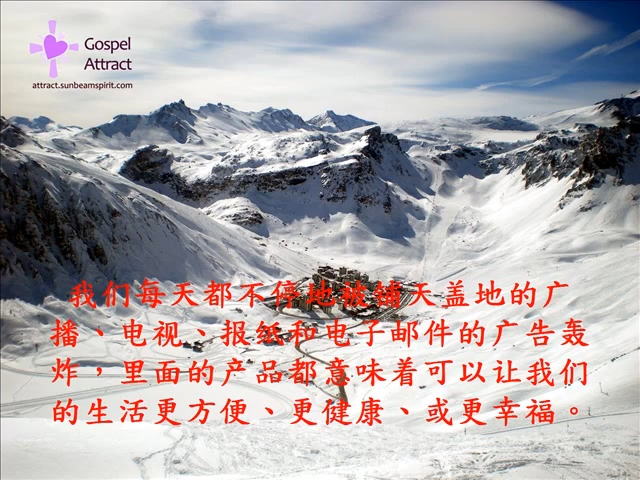 Gospel
Attract
attract.sunbeamspirit.com
我们每天都不停地被铺天盖地的广
播、电视、报纸和电子邮件的广告轰
炸，里面的产品都意味着可以让我们
的生活更方便、更健康、或更幸福。